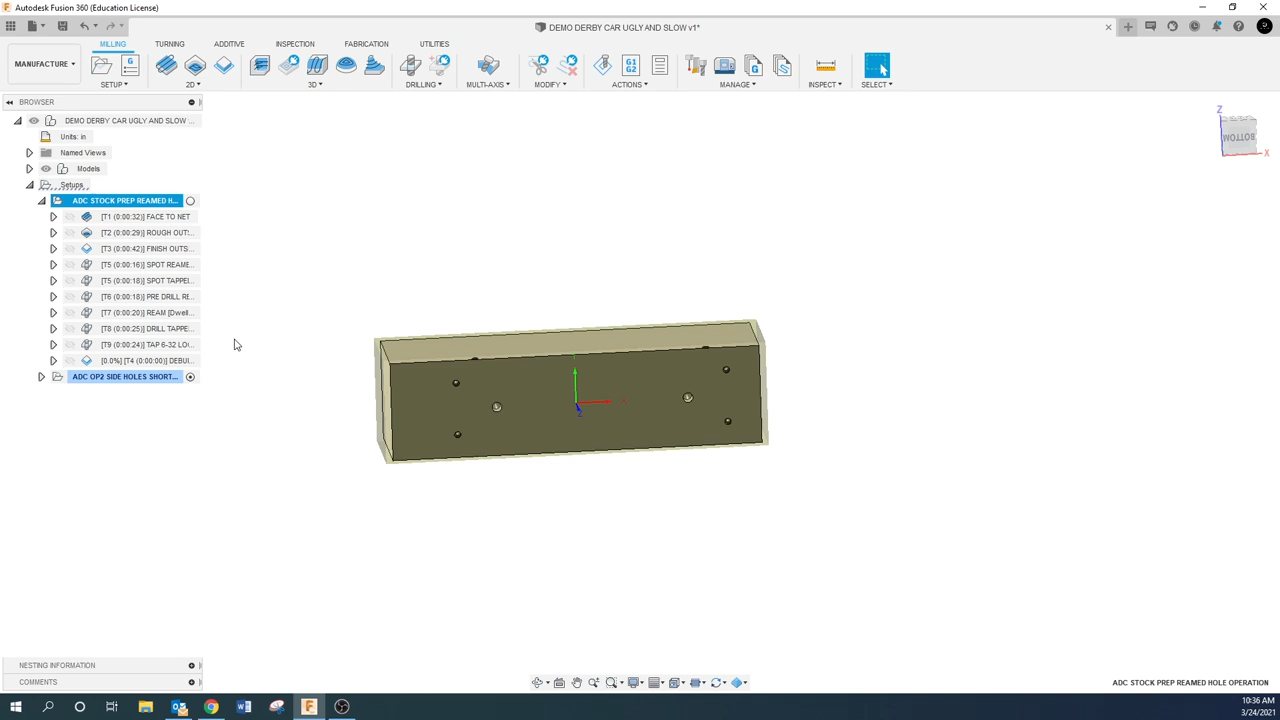 Autodesk Fusion 360 (Education License)
DEMO DERBY CAR UGLY AND SLOW v1*
MILLING TURNING ADDITIVE INSPECTION FABRICATION UTILITIES
MANUFACTURE
G
G1
G2
G
SETUP 2D 3D DRILLING MULTI-AXIS MODIFY ACTIONS MANAGE INSPECT SELECT
BROWSER
DEMO DERBY CAR UGLY AND SLOW ...
Units: in
Named Views
Models
Setups
ADC STOCK PREP REAMED H...
[T1 (0:00:32)] FACE TO NET
[T2 (0:00:29)] ROUGH OUT...
[T3 (0:00:42)] FINISH OUTS...
[T5 (0:00:16)] SPOT REAME...
[T5 (0:00:18)] SPOT TAPPE...
[T6 (0:00:18)] PRE DRILL RE...
[T7 (0:00:20)] REAM [Dwell...
[T8 (0:00:25)] DRILL TAPPE...
[T9 (0:00:24)] TAP 6-32 LOC...
[0.0%] [T4 (0:00:00)] DEBU...
ADC OP2 SIDE HOLES SHORT...
Z
BOTTOM
X
X
Z
NESTING INFORMATION
COMMENTS
ADC STOCK PREP REAMED HOLE OPERATION
10:36 AM
3/24/2021